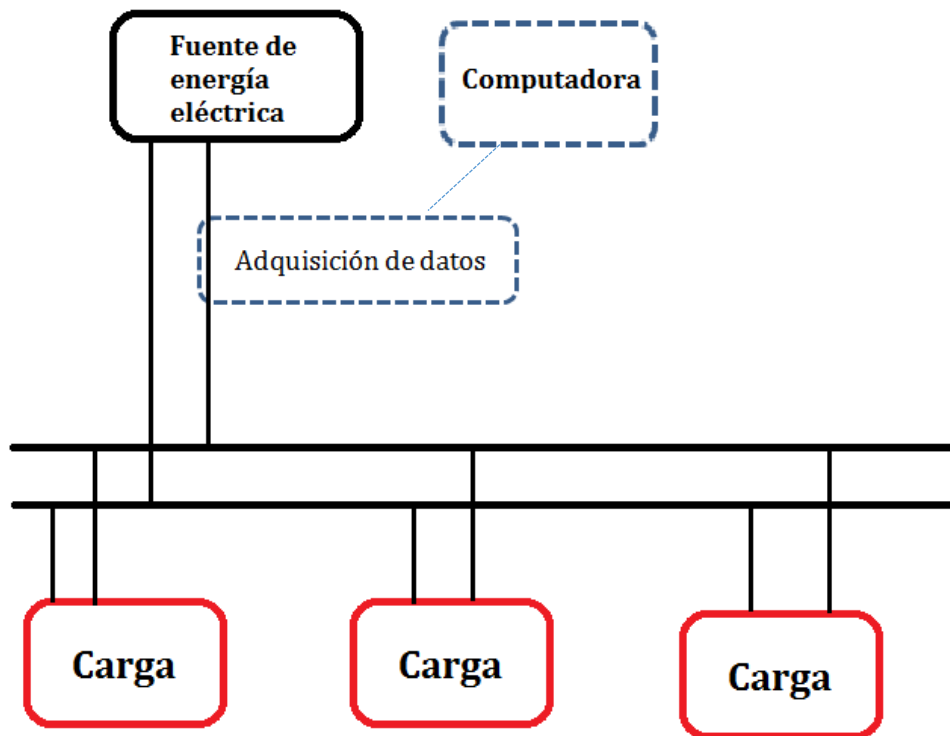 Fuente de
energía
eléctrica
Computadora
Adquisición de datos
Carga
Carga
Carga